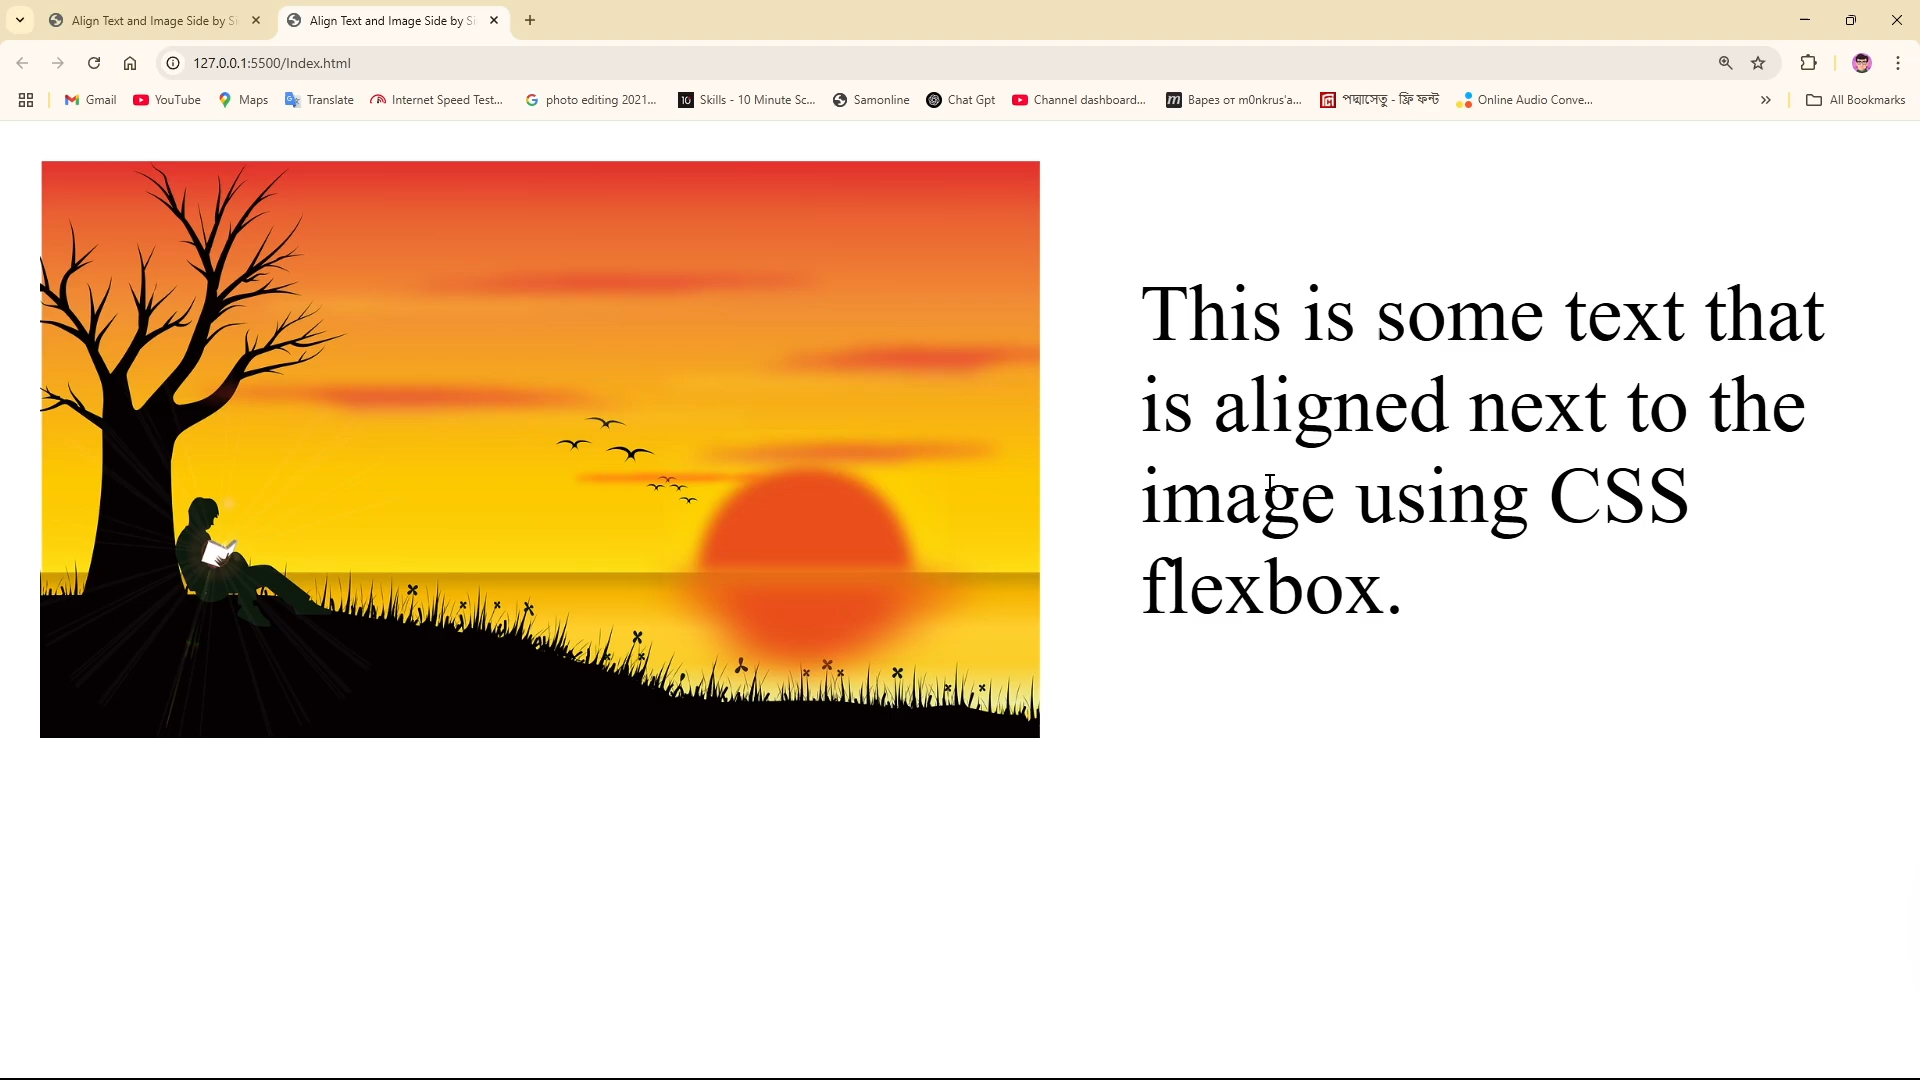 Align Text and Image Side by Si
Align Text and Image Side by Si
127.0.0.1:5500/Index.html
Gmail
YouTube
Maps
Translate
Internet Speed Test...
photo editing 2021...
Skills - 10 Minute Sc...
Samonline
Chat Gpt
Channel dashboard...
Варез от m0nkrus'a...
পদ্মাসেতু - ফ্রি ফন্ট
Online Audio Conve...
All Bookmarks
This is some text that
is aligned next to the
image using CSS
flexbox.